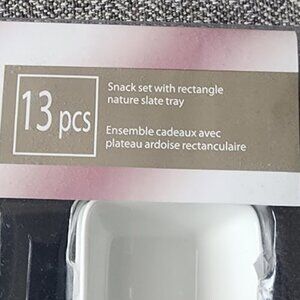 13 pcs
Snack set with rectangle
nature slate tray
Ensemble cadeaux avec
plateau ardoise rectanculaire